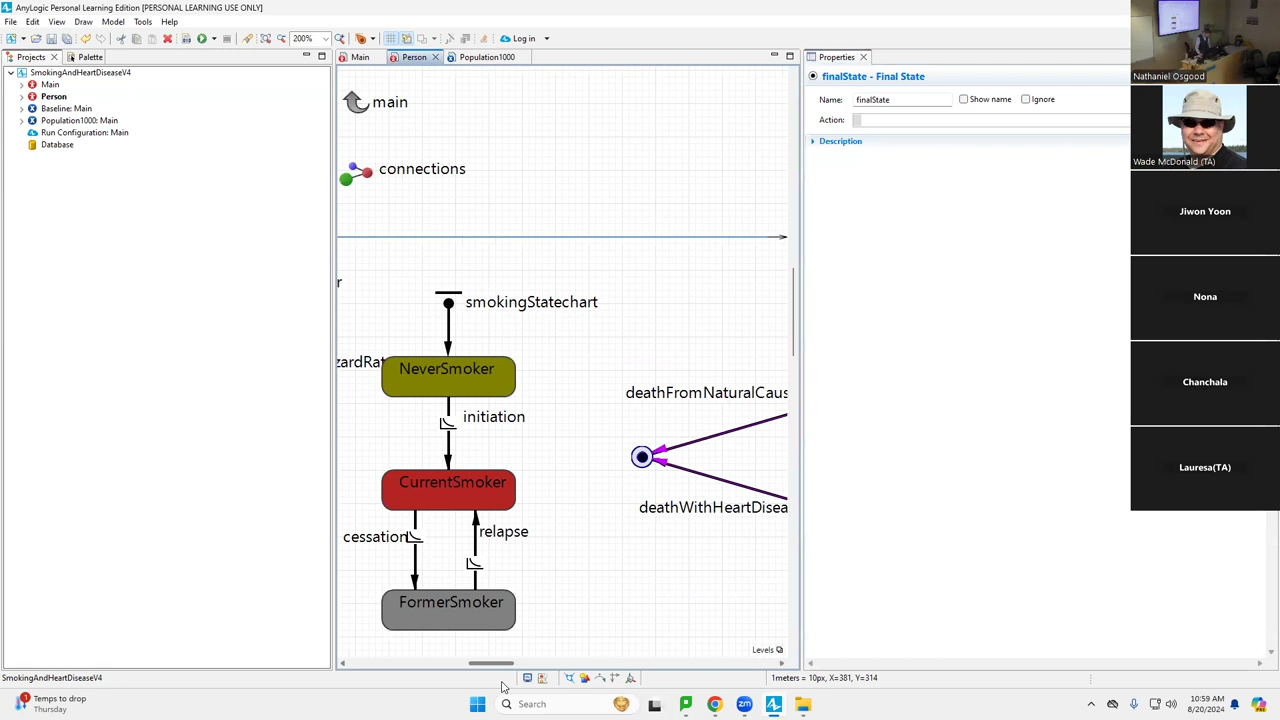 AnyLogic Personal Learning Edition [PERSONAL LEARNING USE ONLY]
File Edit View Draw Model Tools Help
200%
Log in
Projects
Palette
SmokingAndHeartDiseaseV4
Main
Person
Baseline: Main
Population1000: Main
Run Configuration: Main
Database
Main
Person
Population1000
main
connections
r
smokingStatechart
zardRat
NeverSmoker
initiation
deathFromNaturalCaus
CurrentSmoker
deathWithHeartDisea
cessation
relapse
FormerSmoker
Levels
Properties
finalState - Final State
Name:
finalState
Show name
Ignore
Action:
Description
Nathaniel Osgood
Wade McDonald (TA)
Jiwon Yoon
Nona
Chanchala
Lauresa(TA)
SmokingAndHeartDiseaseV4
1meters = 10px, X=381, Y=314
1
Temps to drop
Thursday
Search
zm
10:59 AM
8/20/2024